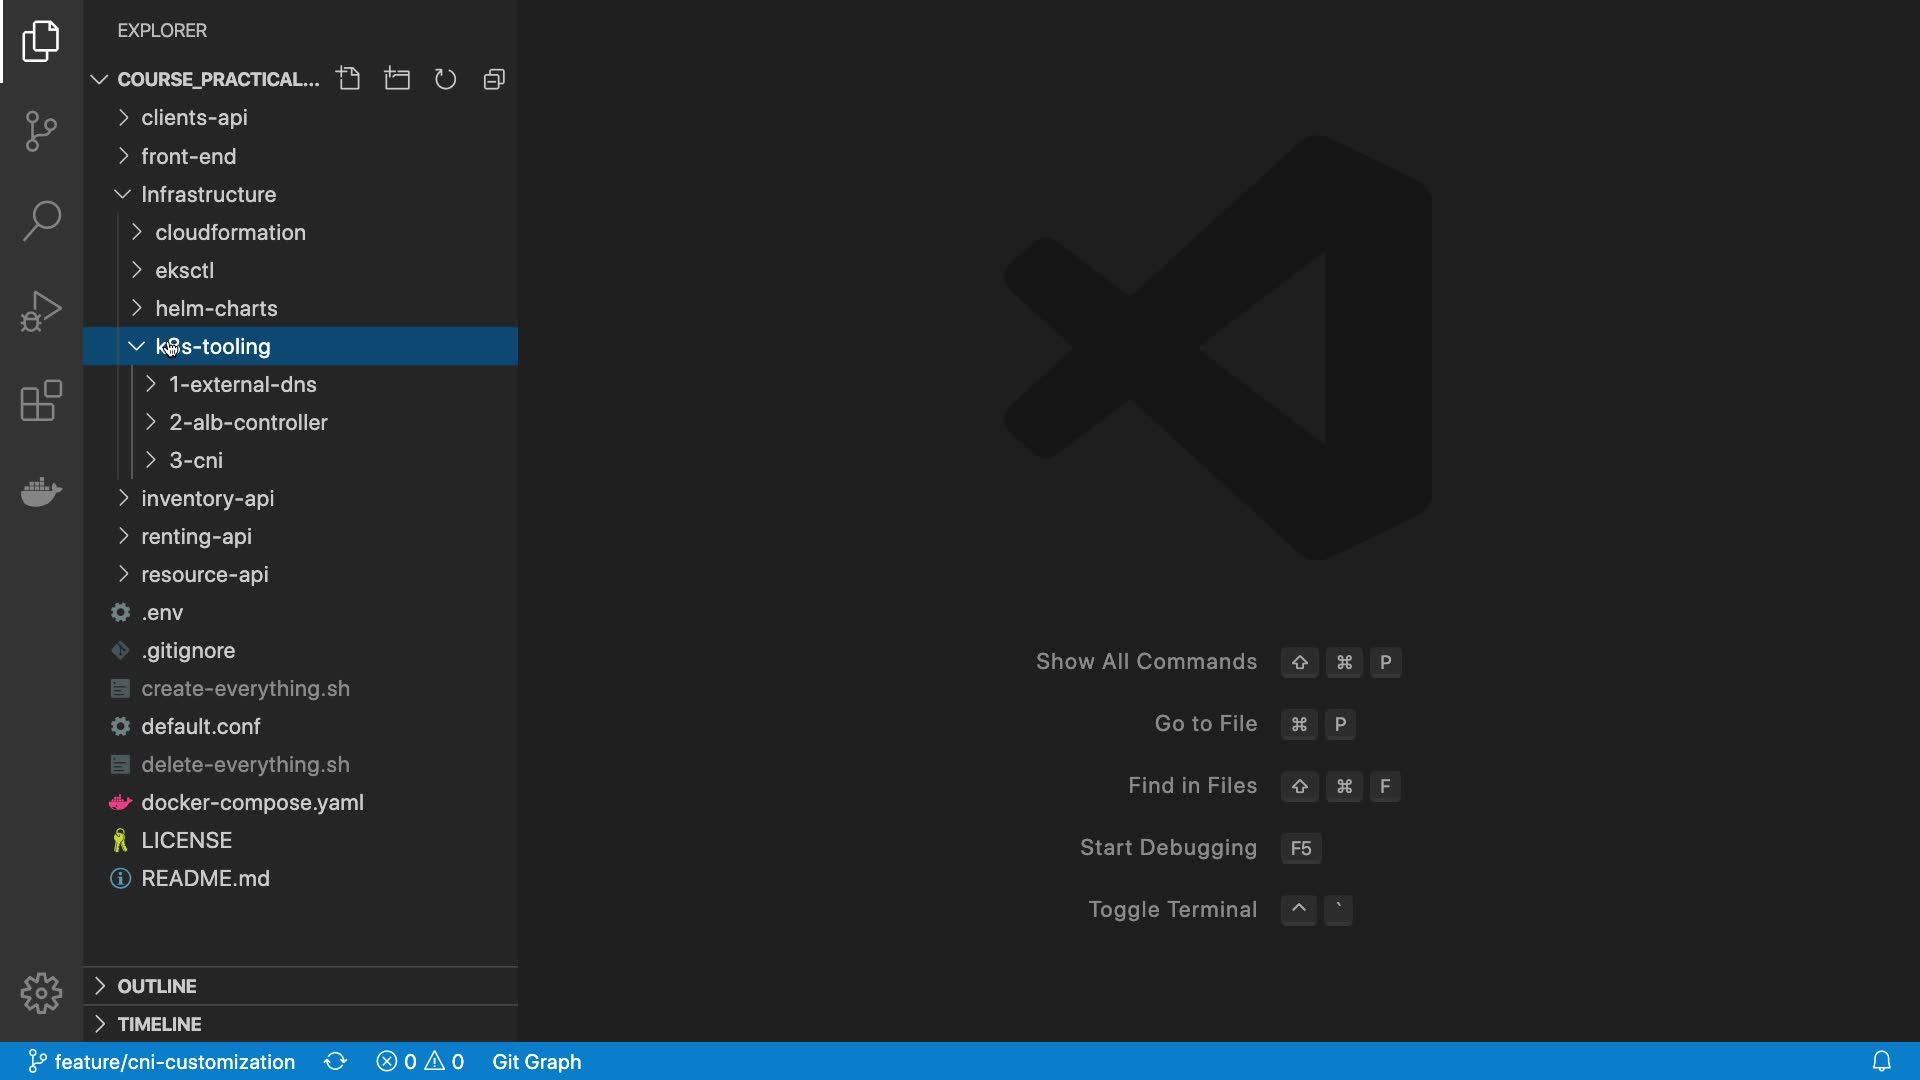 EXPLORER
COURSE_PRACTICAL...
clients-api
front-end
Infrastructure
cloudformation
eksctl
helm-charts
k8s-tooling
1-external-dns
2-alb-controller
3-cni
inventory-api
renting-api
resource-api
.env
.gitignore
create-everything.sh
default.conf
delete-everything.sh
docker-compose.yaml
LICENSE
README.md
OUTLINE
TIMELINE
Show All Commands ⇧ ⌘ P
Go to File ⌘ P
Find in Files ⇧ ⌘ F
Start Debugging F5
Toggle Terminal ^ `
feature/cni-customization 0 0 Git Graph